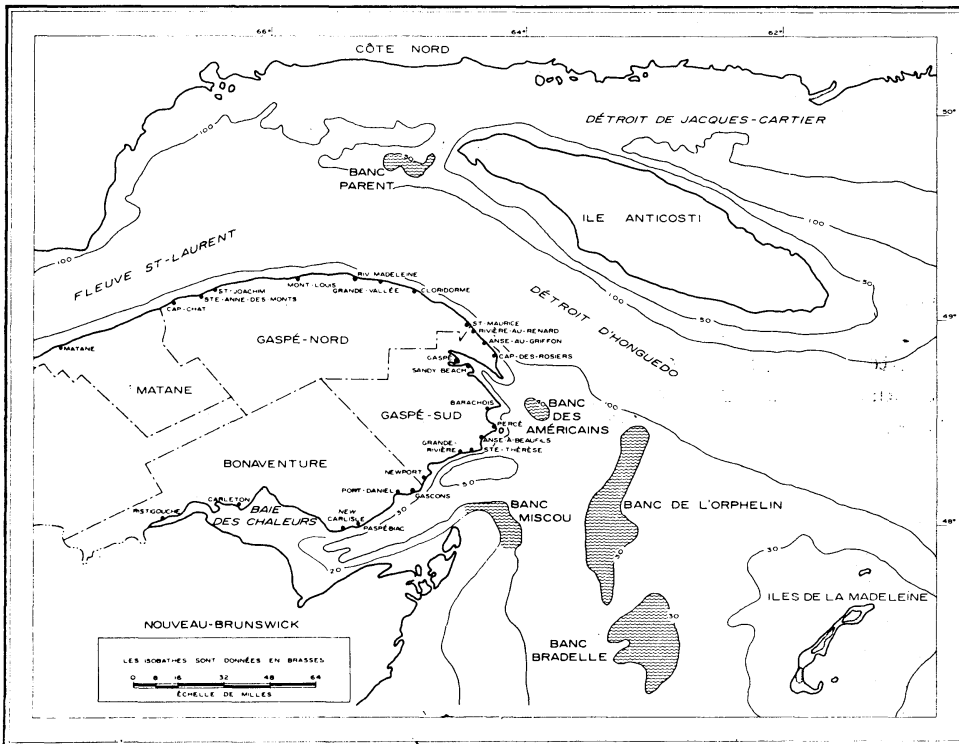 66°
64°
62°
CÔTE NORD
50°
DÉTROIT DE JACQUES-CARTIER
100
BANC
PARENT
ILE ANTICOSTI
100
50
FLEUVE ST-LAURENT
100
RIV. MADELEINE
MONT-LOUIS
GRANDE-VALLÉE
CLORIDORME
ST-JOACHIM
STE-ANNE-DES MONTS
CAP-CHAT
100
50
DÉTROIT D'HONGUEDO
49°
ST-MAURICE
RIVIÈRE-AU-RENARD
ANSE-AU-GRIFFON
CAP-DES-ROSIERS
MATANE
GASPÉ-NORD
GASPÉ
SANDY BEACH
MATANE
BARACHOIS
BANC
DES
AMÉRICAINS
100
GASPÉ-SUD
PERCÉ
ANSE-A-BEAUFILS
STE-THÉRÈSE
GRANDE-
RIVIÈRE
BONAVENTURE
NEWPORT
50
PORT-DANIEL
GASCONS
50
BANC
MISCOU
BANC DE L'ORPHELIN
CARLETON
RISTIGOUCHE
BAIE
DES CHALEURS
NEW
CARLISLE
PASPÉBIAC
48°
30
30
20
ILES DE LA MADELEINE
30
BANC
BRADELLE
NOUVEAU-BRUNSWICK
LES ISOBATHES SONT DONNÉES EN BRASSES
0 8 16 32 48 64
ÉCHELLE DE MILLES